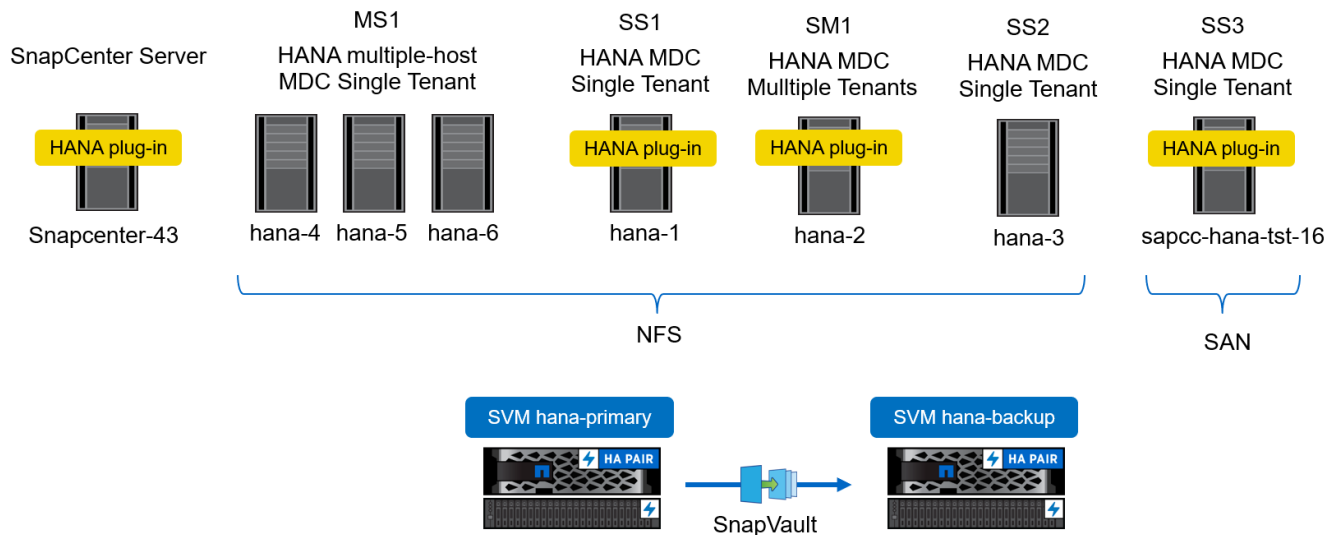 SnapCenter Server
HANA plug-in
Snapcenter-43
MS1
HANA multiple-host
MDC Single Tenant
hana-4
hana-5
hana-6
SS1
HANA MDC
Single Tenant
HANA plug-in
hana-1
SM1
HANA MDC
Mulltiple Tenants
HANA plug-in
hana-2
SS2
HANA MDC
Single Tenant
hana-3
SS3
HANA MDC
Single Tenant
HANA plug-in
sapcc-hana-tst-16
NFS
SAN
SVM hana-primary
HA PAIR
SnapVault
SVM hana-backup
HA PAIR